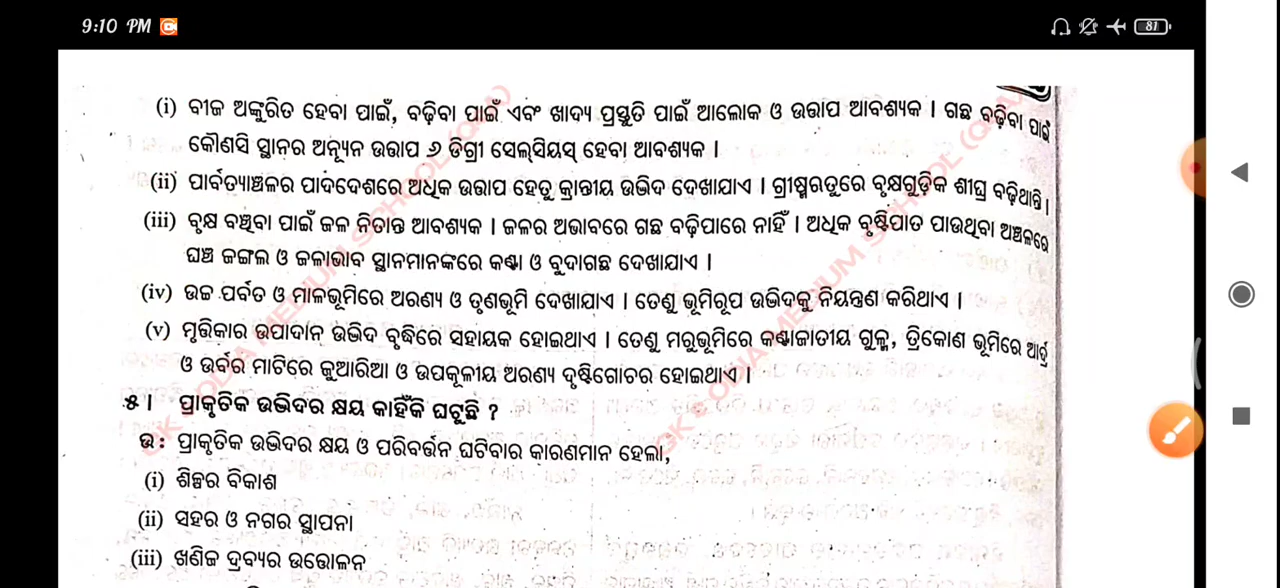 9:10 PM
81
(i) ବୀଜ ଅଙ୍କୁରିତ ହେବା ପାଇଁ, ବଢ଼ିବା ପାଇଁ ଏବଂ ଖାଦ୍ୟ ପ୍ରସ୍ତୁତି ପାଇଁ ଆଲୋକ ଓ ଉତ୍ତାପ ଆବଶ୍ୟକ । ଗଛ ବଢ଼ିବା ପାଇଁ
କୌଣସି ସ୍ଥାନର ଅନ୍ୟୂନ ଉତ୍ତାପ ୬ ଡିଗ୍ରୀ ସେଲ୍‌ସିୟସ୍ ହେବା ଆବଶ୍ୟକ ।
(ii) ପାର୍ବତ୍ୟାଞ୍ଚଳର ପାଦଦେଶରେ ଅଧିକ ଉତ୍ତାପ ହେତୁ କ୍ରାନ୍ତୀୟ ଉଦ୍ଭିଦ ଦେଖାଯାଏ । ଗ୍ରୀଷ୍ମଋତୁରେ ବୃକ୍ଷଗୁଡ଼ିକ ଶୀଘ୍ର ବଢ଼ିଥାନ୍ତି ।
(iii) ବୃକ୍ଷ ବଞ୍ଚିବା ପାଇଁ ଜଳ ନିତାନ୍ତ ଆବଶ୍ୟକ । ଜଳର ଅଭାବରେ ଗଛ ବଢ଼ିପାରେ ନାହିଁ । ଅଧିକ ବୃଷ୍ଟିପାତ ପାଉଥିବା ଅଞ୍ଚଳରେ
ଘଞ୍ଚ ଜଙ୍ଗଲ ଓ ଜଳାଭାବ ସ୍ଥାନମାନଙ୍କରେ କଣ୍ଟା ଓ ବୁଦାଗଛ ଦେଖାଯାଏ ।
(iv) ଉଚ୍ଚ ପର୍ବତ ଓ ମାଳଭୂମିରେ ଅରଣ୍ୟ ଓ ତୃଣଭୂମି ଦେଖାଯାଏ । ତେଣୁ ଭୂମିରୂପ ଉଦ୍ଭିଦକୁ ନିୟନ୍ତ୍ରଣ କରିଥାଏ ।
(v) ମୃତ୍ତିକାର ଉପାଦାନ ଉଦ୍ଭିଦ ବୃଦ୍ଧିରେ ସହାୟକ ହୋଇଥାଏ । ତେଣୁ ମରୁଭୂମିରେ କଣ୍ଟାଜାତୀୟ ଗୁଳ୍ମ, ତ୍ରିକୋଣ ଭୂମିରେ ଆର୍ଦ୍ର
ଓ ଉର୍ବର ମାଟିରେ ଜୁଆରିଆ ଓ ଉପକୂଳୀୟ ଅରଣ୍ୟ ଦୃଷ୍ଟିଗୋଚର ହୋଇଥାଏ ।
୫। ପ୍ରାକୃତିକ ଉଦ୍ଭିଦର କ୍ଷୟ କାହିଁକି ଘଟୁଛି ?
ଉ: ପ୍ରାକୃତିକ ଉଦ୍ଭିଦର କ୍ଷୟ ଓ ପରିବର୍ତ୍ତନ ଘଟିବାର କାରଣମାନ ହେଲା,
(i) ଶିଳ୍ପର ବିକାଶ
(ii) ସହର ଓ ନଗର ସ୍ଥାପନା
(iii) ଖଣିଜ ଦ୍ରବ୍ୟର ଉତ୍ତୋଳନ